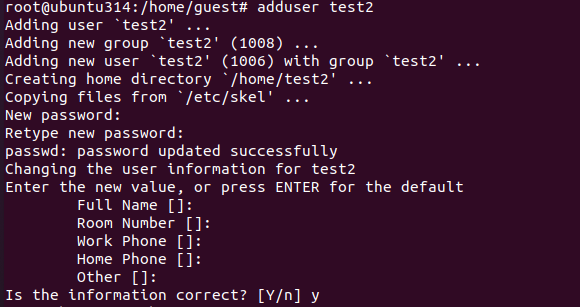 root@ubuntu314:/home/guest# adduser test2
Adding user `test2' ...
Adding new group `test2' (1008) ...
Adding new user `test2' (1006) with group `test2' ...
Creating home directory `/home/test2' ...
Copying files from `/etc/skel' ...
New password:
Retype new password:
passwd: password updated successfully
Changing the user information for test2
Enter the new value, or press ENTER for the default
Full Name []:
Room Number []:
Work Phone []:
Home Phone []:
Other []:
Is the information correct? [Y/n] y